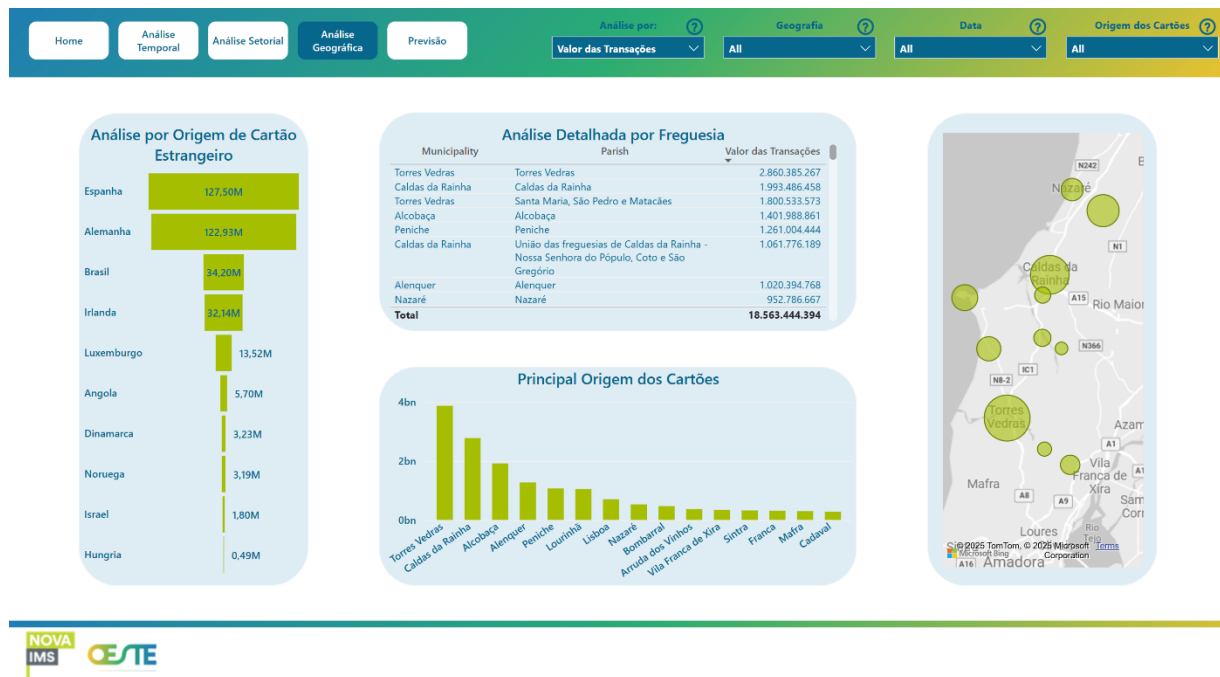 Home
Análise
Temporal
Análise Setorial
Análise
Geográfica
Previsão
Análise por:
?
Valor das Transações
Geografia
?
All
Data
?
All
Origem dos Cartões
?
All
Análise por Origem de Cartão
Estrangeiro
Espanha 127,50M
Alemanha 122,93M
Brasil 34,20M
Irlanda 32,14M
Luxemburgo 13,52M
Angola 5,70M
Dinamarca 3,23M
Noruega 3,19M
Israel 1,80M
Hungria 0,49M
Análise Detalhada por Freguesia
Municipality Parish Valor das Transações
Torres Vedras Torres Vedras 2.860.385.267
Caldas da Rainha Caldas da Rainha 1.993.486.458
Torres Vedras Santa Maria, São Pedro e Matacães 1.800.533.573
Alcobaça Alcobaça 1.401.988.861
Peniche Peniche 1.261.004.444
Caldas da Rainha União das freguesias de Caldas da Rainha - 1.061.776.189
Nossa Senhora do Pópulo, Coto e São
Gregório
Alenquer Alenquer 1.020.394.768
Nazaré Nazaré 952.786.667
Total 18.563.444.394
Principal Origem dos Cartões
4bn
2bn
0bn
Torres Vedras
Caldas da Rainha
Alcobaça
Alenquer
Peniche
Lourinhã
Lisboa
Nazaré
Bombarral
Arruda dos Vinhos
Vila Franca de Xira
Sintra
Franca
Mafra
Cadaval
N242
Nazaré
N1
Caldas da
Rainha
A15
Rio Maior
N366
IC1
N8-2
Torres
Vedras
Azam
A1
Vila
Franca de
Xira
A1
Mafra
A8
A9
Sam
Corr
Loures
Rio
Tejo
© 2025 TomTom, © 2025 Microsoft
Corporation
Terms
Microsoft Bing
A16
Amadora
NOVA
IMS
OESTE